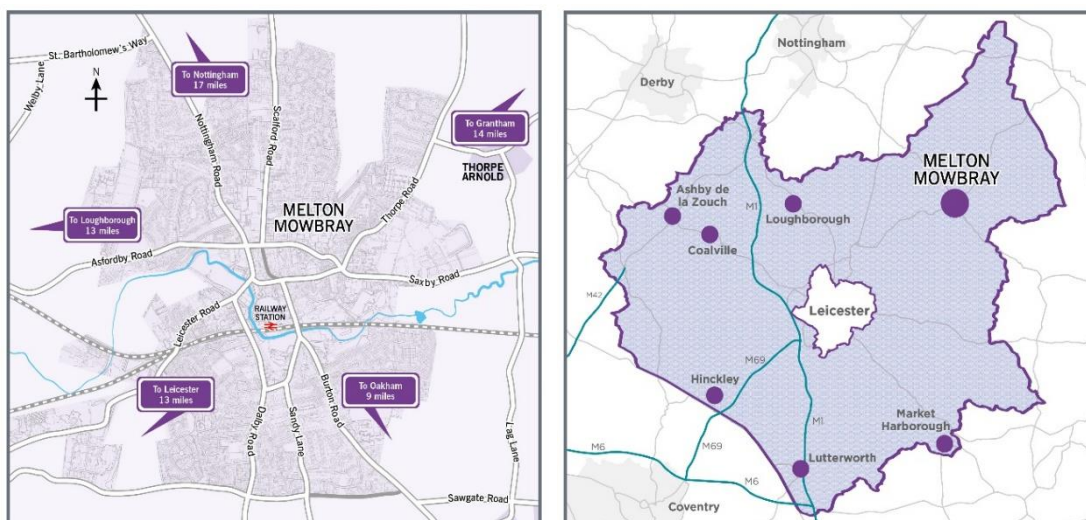 St. Bartholomew's Way
Welby Lane
N
To Nottingham
17 miles
Nottingham Road
Scalford Road
To Grantham
14 miles
THORPE
ARNOLD
Thorpe Road
MELTON
MOWBRAY
To Loughborough
13 miles
Asfordby Road
Saxby Road
Leicester Road
RAILWAY
STATION
To Leicester
13 miles
To Oakham
9 miles
Dalby Road
Sandy Lane
Burton Road
Lag Lane
Sawgate Road
Nottingham
Derby
MELTON
MOWBRAY
Ashby de
la Zouch
M1
Loughborough
Coalville
M42
Leicester
M69
Hinckley
M1
Market
Harborough
M69
M6
Lutterworth
M6
Coventry